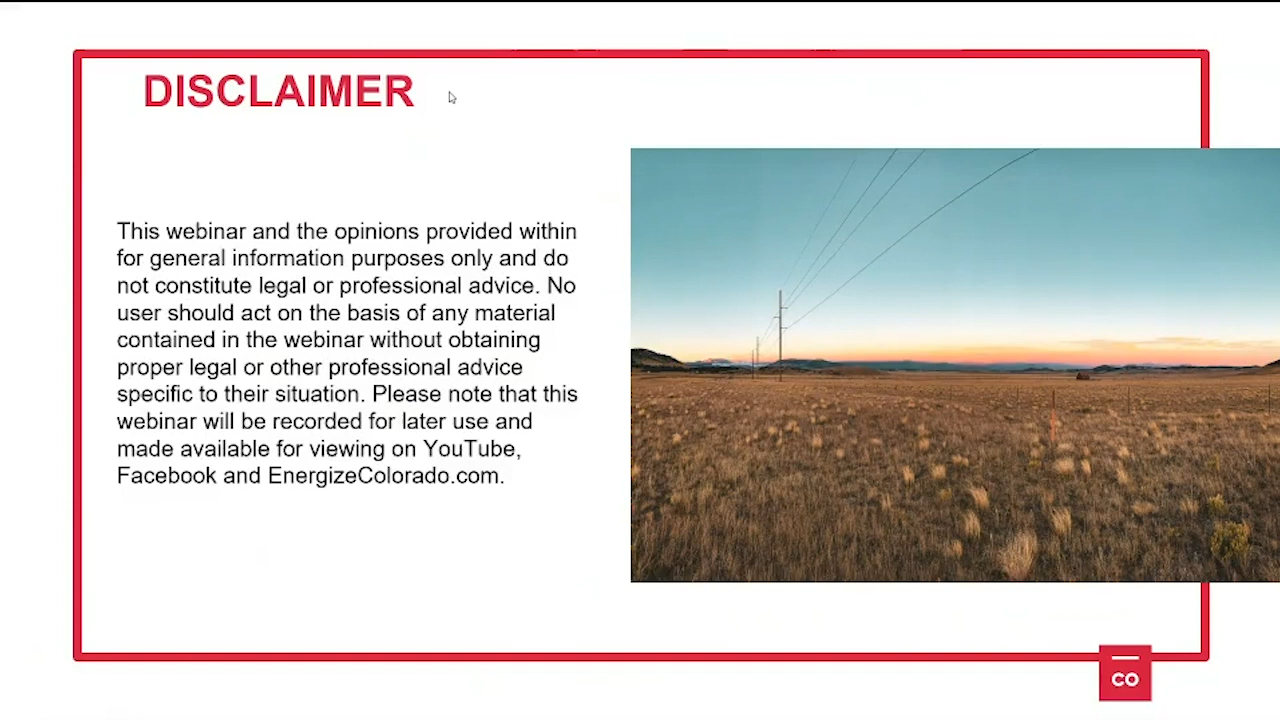 DISCLAIMER
This webinar and the opinions provided within
for general information purposes only and do
not constitute legal or professional advice. No
user should act on the basis of any material
contained in the webinar without obtaining
proper legal or other professional advice
specific to their situation. Please note that this
webinar will be recorded for later use and
made available for viewing on YouTube,
Facebook and EnergizeColorado.com.
CO